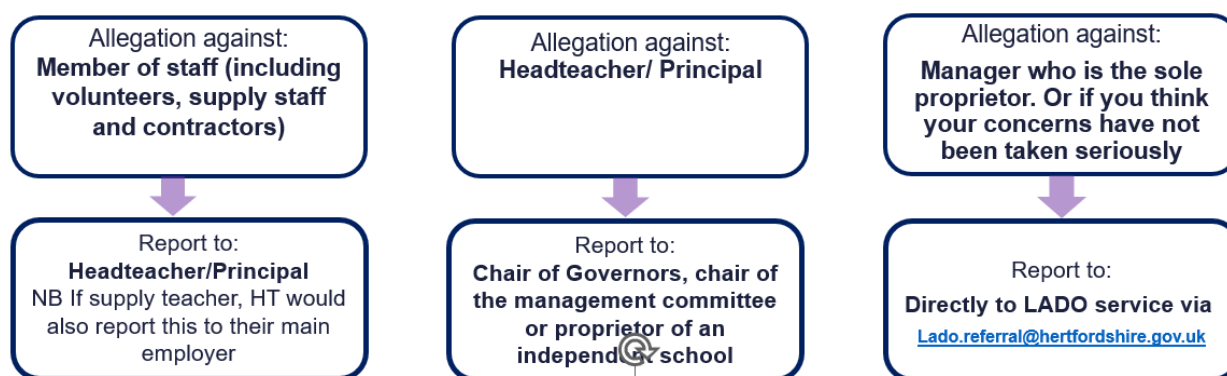 Allegation against:
Member of staff (including
volunteers, supply staff
and contractors)
Allegation against:
Headteacher/ Principal
Allegation against:
Manager who is the sole
proprietor. Or if you think
your concerns have not
been taken seriously
Report to:
Headteacher/Principal
NB If supply teacher, HT would
also report this to their main
employer
Report to:
Chair of Governors, chair of
the management committee
or proprietor of an
independent school
Report to:
Directly to LADO service via
Lado.referral@hertfordshire.gov.uk